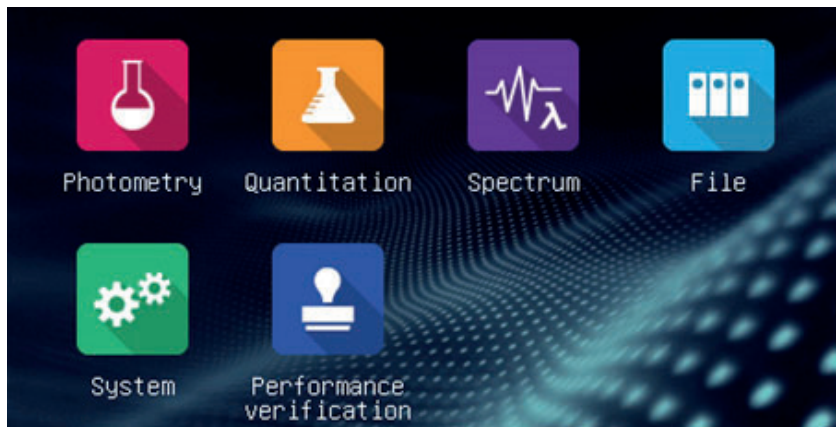 λ
Photometry
Quantitation
Spectrum
File
System
Performance
verification